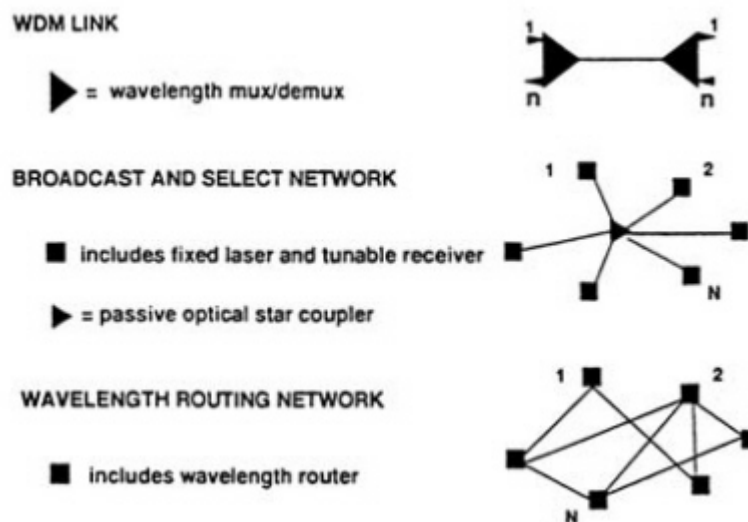 WDM LINK
1 1
= wavelength mux/demux
n n
BROADCAST AND SELECT NETWORK
1 2
includes fixed laser and tunable receiver
N
= passive optical star coupler
WAVELENGTH ROUTING NETWORK
1 2
includes wavelength router
N